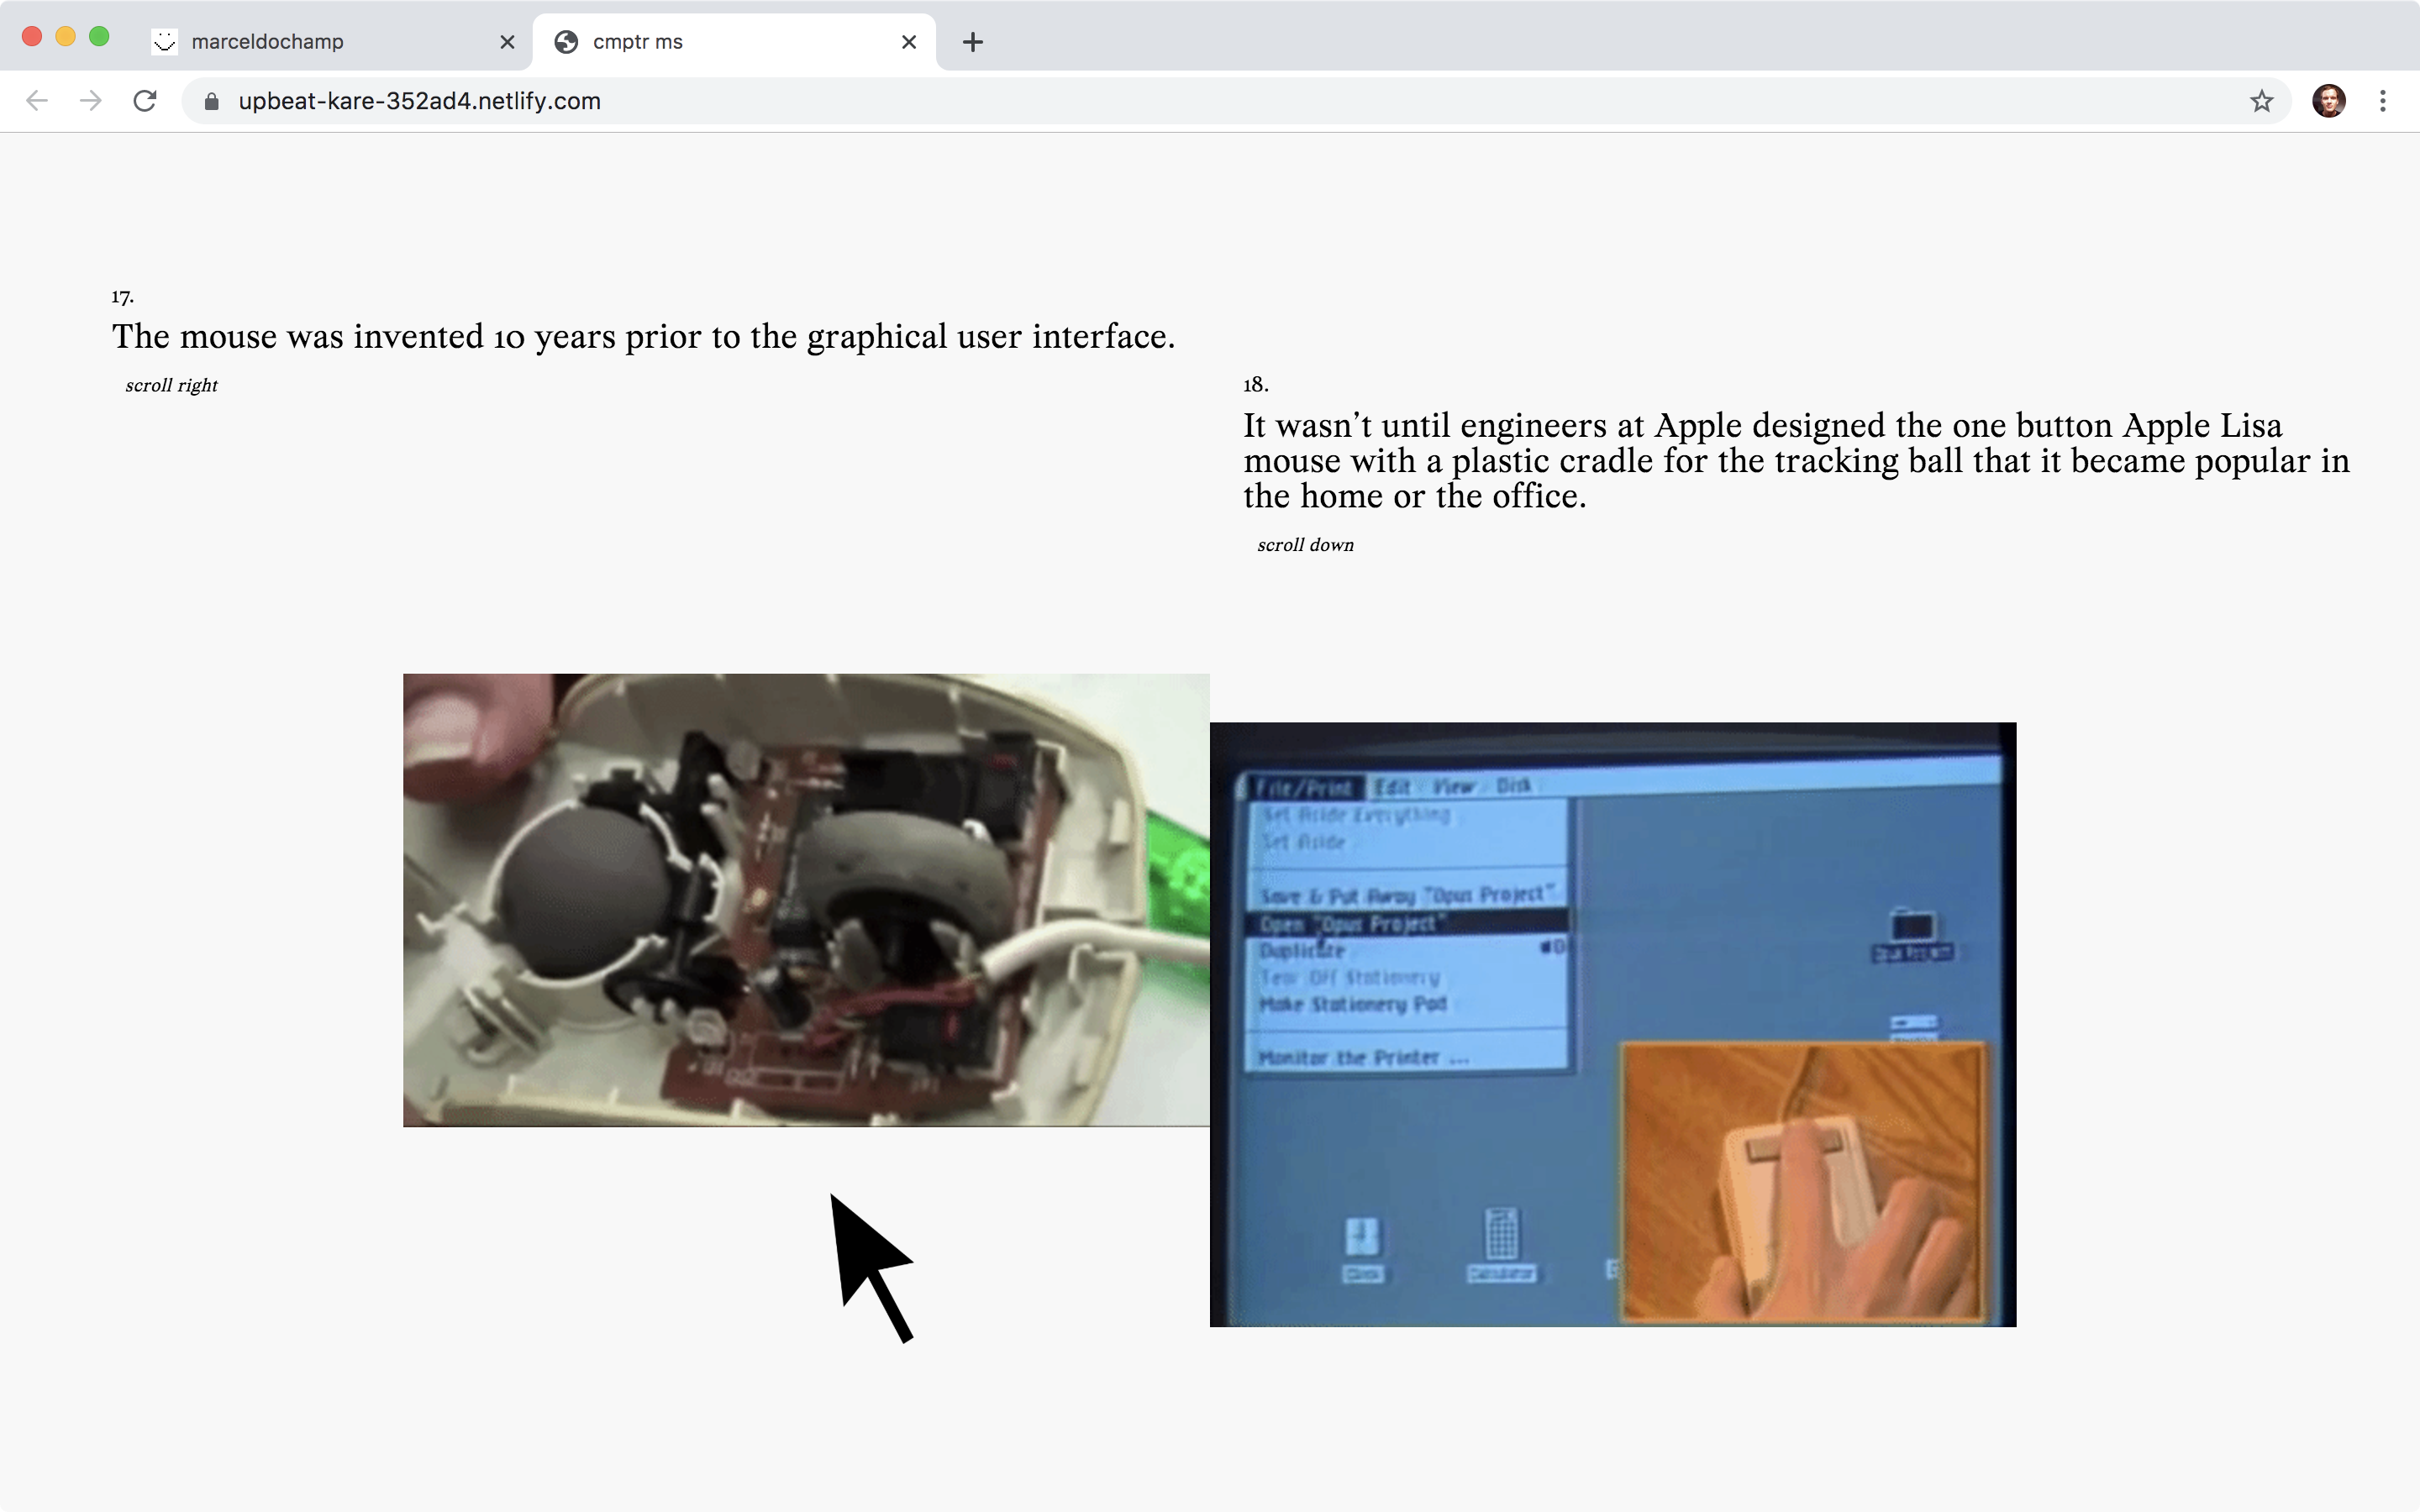 marceldochamp
cmptr ms
upbeat-kare-352ad4.netlify.com
17.
The mouse was invented 10 years prior to the graphical user interface.
scroll right
18.
It wasn’t until engineers at Apple designed the one button Apple Lisa
mouse with a plastic cradle for the tracking ball that it became popular in
the home or the office.
scroll down
File/Print Edit View Disk
Set Aside Everything
Set Aside
Save & Put Away "Opus Project"
Open "Opus Project"
Duplicate
Tear Off Stationery
Make Stationery Pad
Monitor the Printer ...
Opus Project
Clock
Calculator